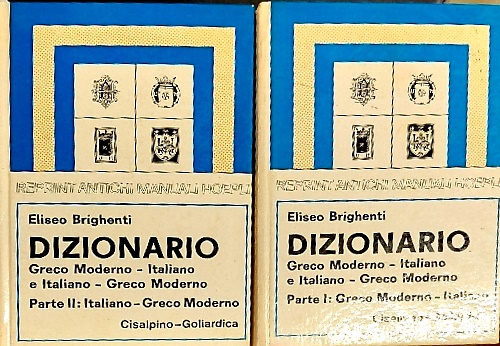 REPRINT ANTICHI MANUALI HOEPLI
Eliseo Brighenti
DIZIONARIO
Greco Moderno - Italiano
e Italiano - Greco Moderno
Parte II: Italiano-Greco Moderno
Cisalpino-Goliardica
REPRINT ANTICHI MANUALI HOEPLI
Eliseo Brighenti
DIZIONARIO
Greco Moderno - Italiano
e Italiano - Greco Moderno
Parte I: Greco Moderno - Italiano